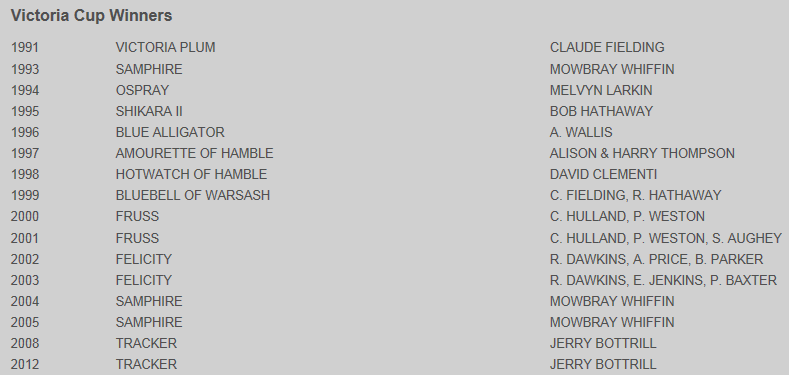 Victoria Cup Winners
1991 VICTORIA PLUM CLAUDE FIELDING
1993 SAMPHIRE MOWBRAY WHIFFIN
1994 OSPRAY MELVYN LARKIN
1995 SHIKARA II BOB HATHAWAY
1996 BLUE ALLIGATOR A. WALLIS
1997 AMOURETTE OF HAMBLE ALISON & HARRY THOMPSON
1998 HOTWATCH OF HAMBLE DAVID CLEMENTI
1999 BLUEBELL OF WARSASH C. FIELDING, R. HATHAWAY
2000 FRUSS C. HULLAND, P. WESTON
2001 FRUSS C. HULLAND, P. WESTON, S. AUGHEY
2002 FELICITY R. DAWKINS, A. PRICE, B. PARKER
2003 FELICITY R. DAWKINS, E. JENKINS, P. BAXTER
2004 SAMPHIRE MOWBRAY WHIFFIN
2005 SAMPHIRE MOWBRAY WHIFFIN
2008 TRACKER JERRY BOTTRILL
2012 TRACKER JERRY BOTTRILL